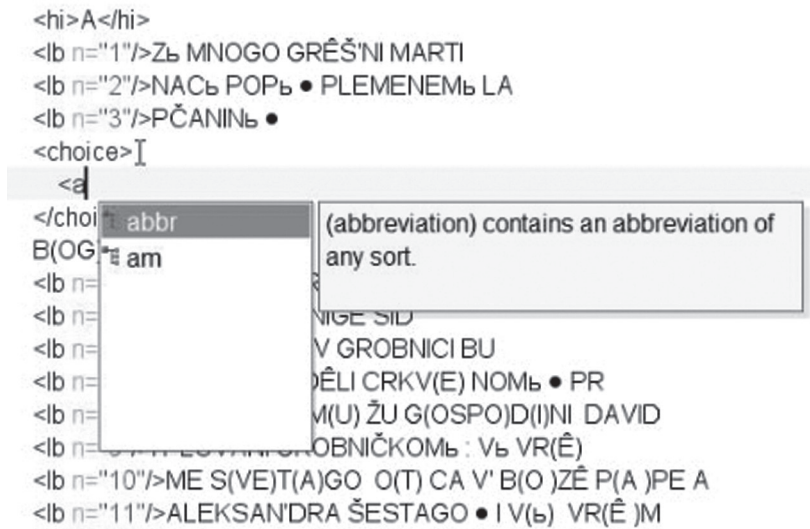 <hi>A</hi>
<lb n="1"/>Zь MNOGO GRÊŠ'NI MARTI
<lb n="2"/>NACь POPь ● PLEMENEMь LA
<lb n="3"/>PČANINь ●
<choice>
<a
abbr
am
(abbreviation) contains an abbreviation of
any sort.
</choi
B(OG)
<lb n=
<lb n= NIGE SID
<lb n= V GROBNICI BU
<lb n= DÊLI CRKV(E) NOMь ● PR
<lb n= M(U) ŽU G(OSPO)D(I)NI DAVID
<lb n= OBNIČKOMь : Vь VR(Ê)
<lb n="10"/>ME S(VE)T(A)GO O(T) CA V' B(O )ZÊ P(A )PE A
<lb n="11"/>ALEKSAN'DRA ŠESTAGO ● I V(ь) VR(Ê )M